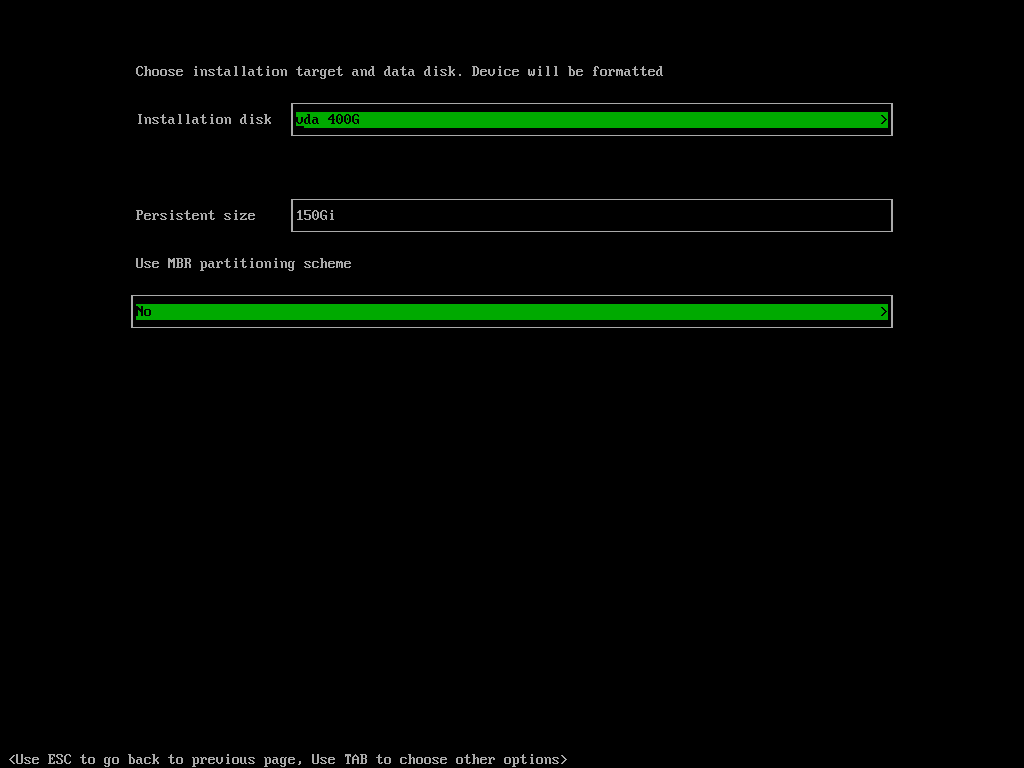 Choose installation target and data disk. Device will be formatted
Installation disk vda 400G >
Persistent size 150Gi
Use MBR partitioning scheme
No >
<Use ESC to go back to previous page, Use TAB to choose other options>